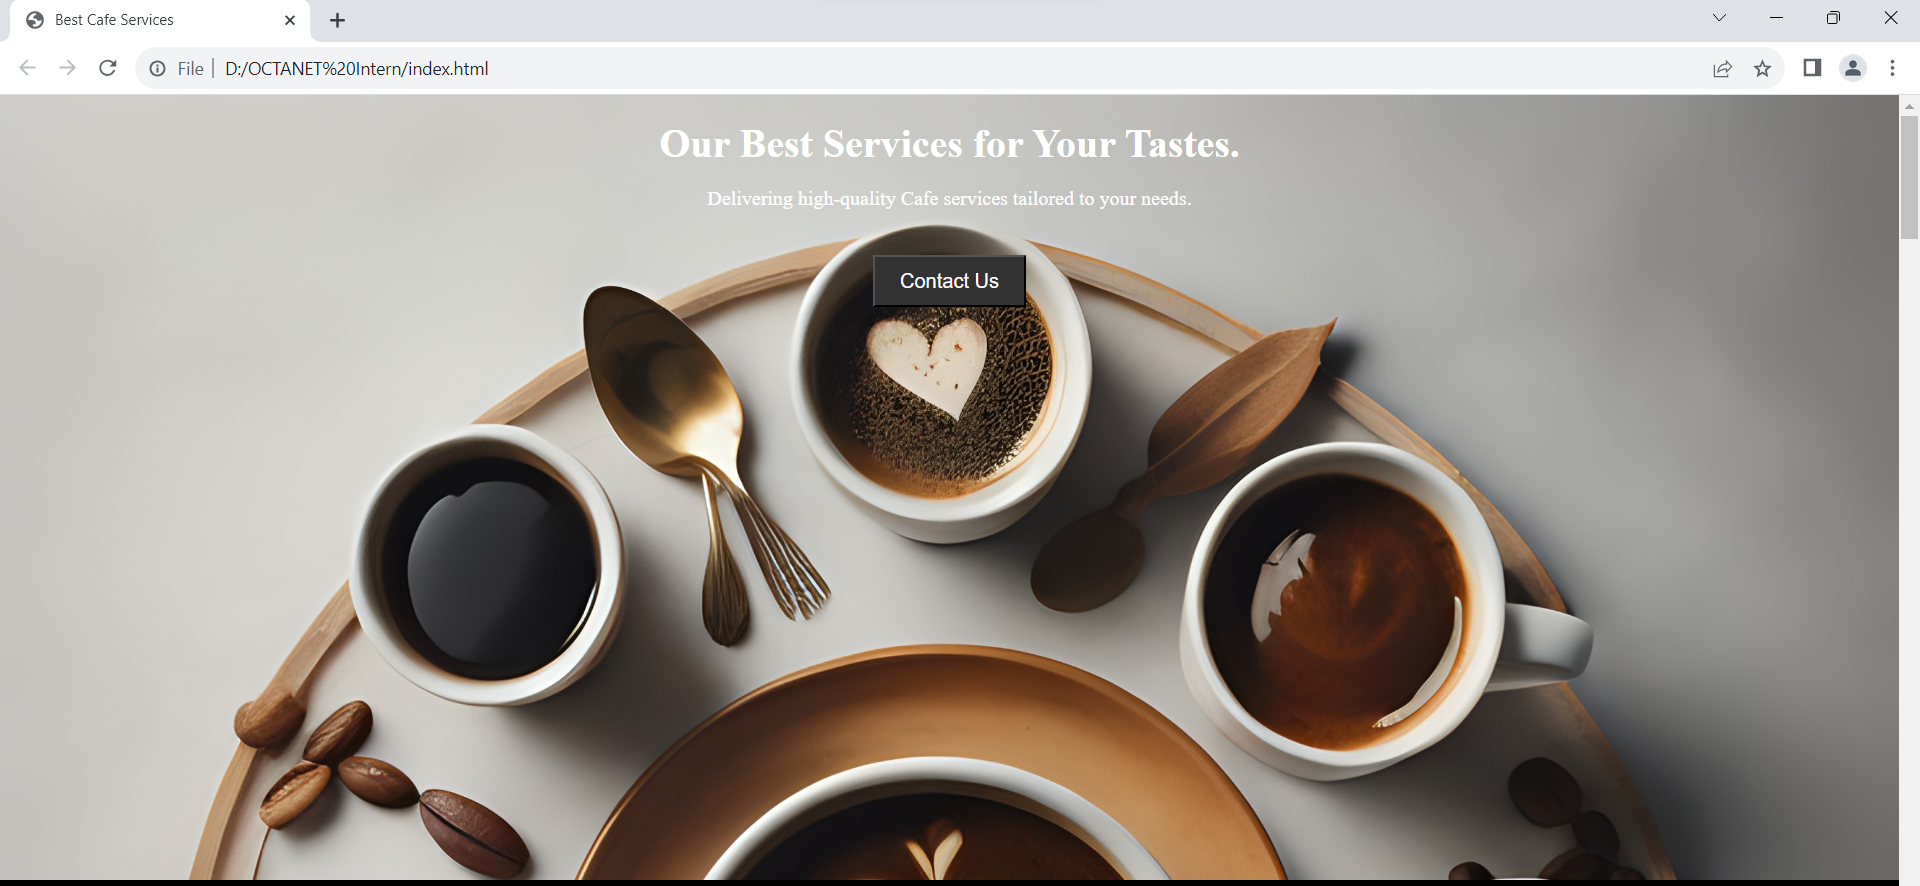 Best Cafe Services
File
D:/OCTANET%20Intern/index.html
Our Best Services for Your Tastes.
Delivering high-quality Cafe services tailored to your needs.
Contact Us